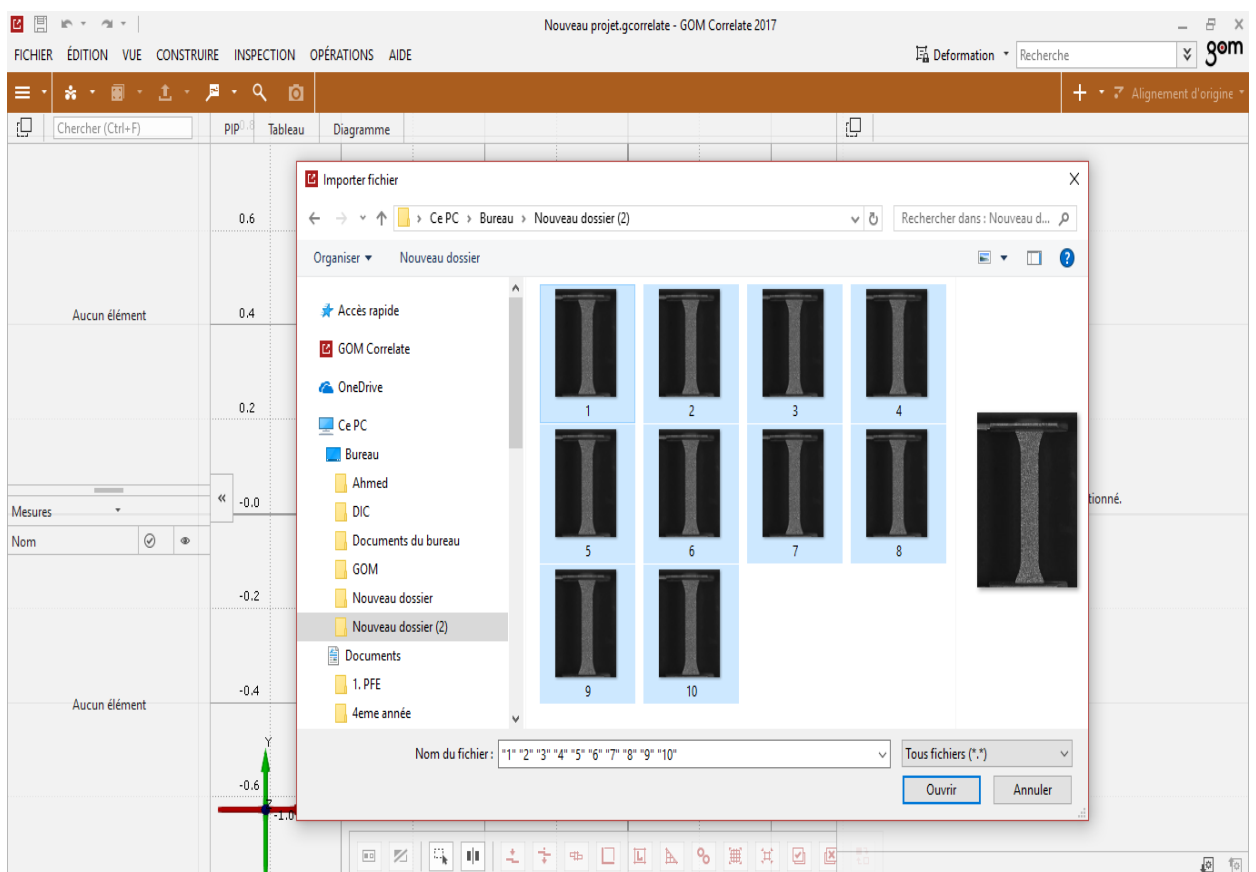 Nouveau projet.gcorrelate - GOM Correlate 2017
FICHIER ÉDITION VUE CONSTRUIRE INSPECTION OPÉRATIONS AIDE
Deformation
Recherche
gom
Alignement d'origine
Chercher (Ctrl+F)
PIP
0.8
Tableau
Diagramme
Importer fichier
Ce PC > Bureau > Nouveau dossier (2)
Rechercher dans : Nouveau d...
Organiser
Nouveau dossier
Accès rapide
GOM Correlate
OneDrive
Ce PC
Bureau
Ahmed
DIC
Documents du bureau
GOM
Nouveau dossier
Nouveau dossier (2)
Documents
1. PFE
4eme année
1 2 3 4
5 6 7 8
9 10
Nom du fichier : "1" "2" "3" "4" "5" "6" "7" "8" "9" "10"
Tous fichiers (*.*)
Ouvrir
Annuler
Aucun élément
Mesures
Nom
Aucun élément
0.6
0.4
0.2
-0.0
-0.2
-0.4
-0.6
Y
Z
-1.0
tionné.